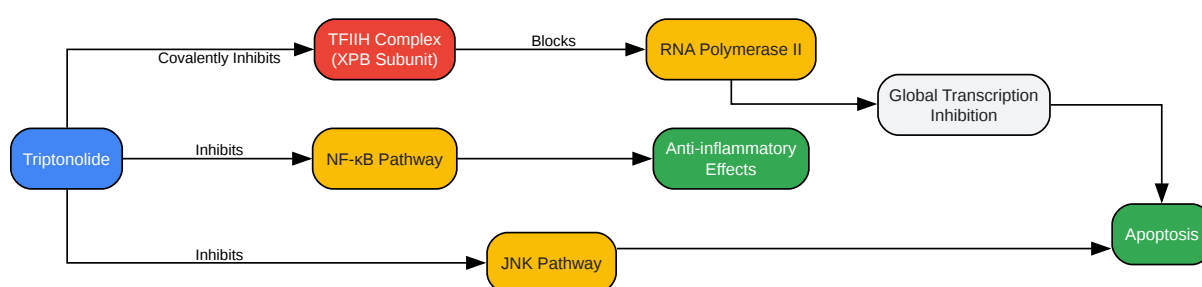 TFIIH Complex
(XPB Subunit)
Covalently Inhibits
Blocks
RNA Polymerase II
Global Transcription
Inhibition
Triptonolide
Inhibits
NF-κB Pathway
Anti-inflammatory
Effects
Apoptosis
Inhibits
JNK Pathway